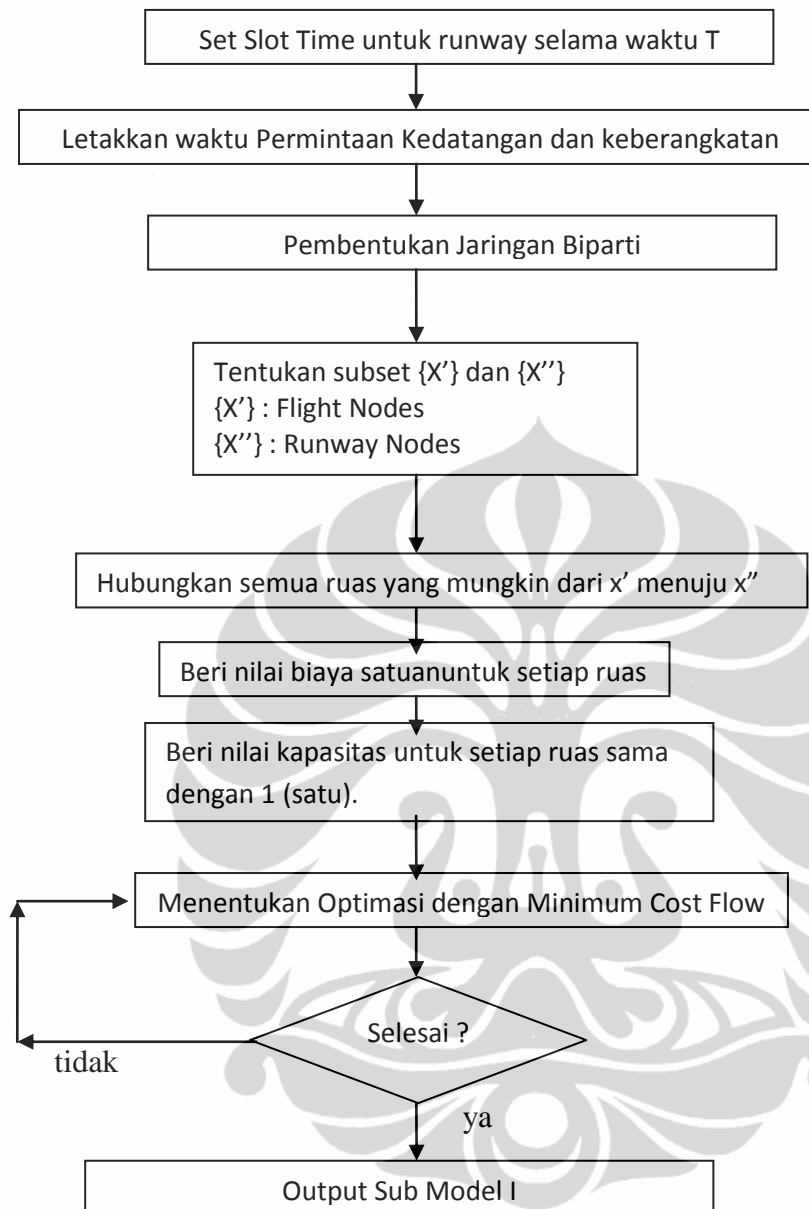 Set Slot Time untuk runway selama waktu T
Letakkan waktu Permintaan Kedatangan dan keberangkatan
Pembentukan Jaringan Biparti
Tentukan subset {X’} dan {X’’}
{X’} : Flight Nodes
{X’’} : Runway Nodes
Hubungkan semua ruas yang mungkin dari x’ menuju x”
Beri nilai biaya satuanuntuk setiap ruas
Beri nilai kapasitas untuk setiap ruas sama
dengan 1 (satu).
Menentukan Optimasi dengan Minimum Cost Flow
Selesai ?
tidak
ya
Output Sub Model I